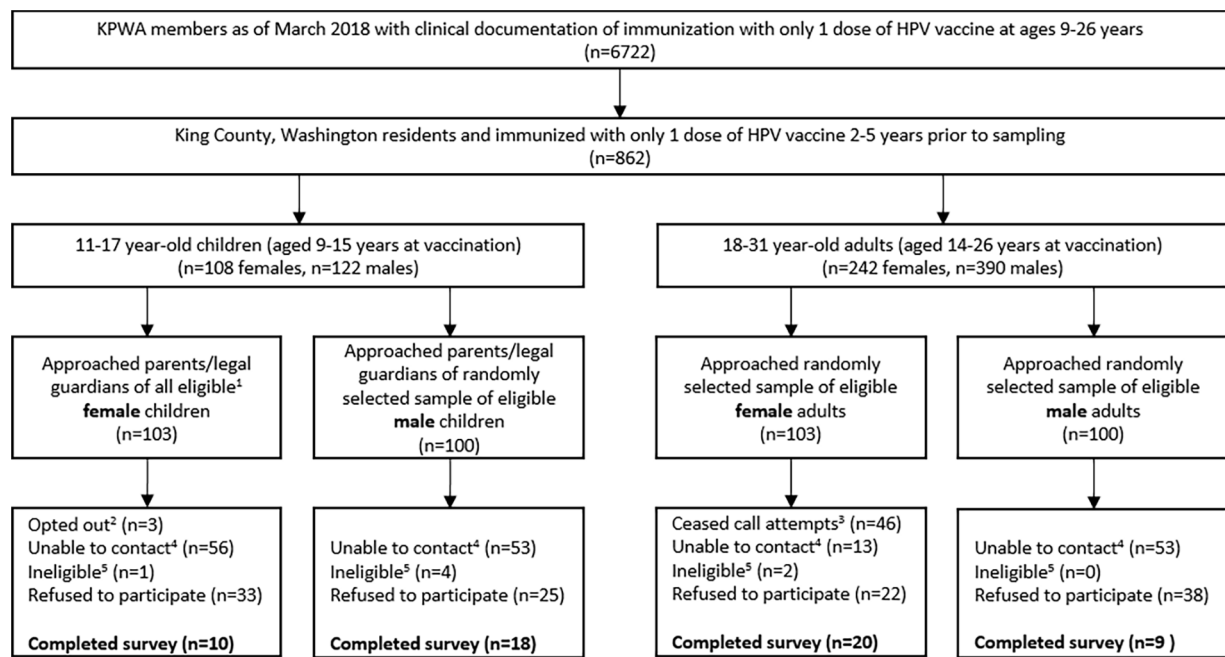 KPWA members as of March 2018 with clinical documentation of immunization with only 1 dose of HPV vaccine at ages 9-26 years
(n=6722)
King County, Washington residents and immunized with only 1 dose of HPV vaccine 2-5 years prior to sampling
(n=862)
11-17 year-old children (aged 9-15 years at vaccination)
(n=108 females, n=122 males)
18-31 year-old adults (aged 14-26 years at vaccination)
(n=242 females, n=390 males)
Approached parents/legal
guardians of all eligible¹
female children
(n=103)
Approached parents/legal
guardians of randomly
selected sample of eligible
male children
(n=100)
Approached randomly
selected sample of eligible
female adults
(n=103)
Approached randomly
selected sample of eligible
male adults
(n=100)
Opted out² (n=3)
Unable to contact⁴ (n=56)
Ineligible⁵ (n=1)
Refused to participate (n=33)
Completed survey (n=10)
Unable to contact⁴ (n=53)
Ineligible⁵ (n=4)
Refused to participate (n=25)
Completed survey (n=18)
Ceased call attempts³ (n=46)
Unable to contact⁴ (n=13)
Ineligible⁵ (n=2)
Refused to participate (n=22)
Completed survey (n=20)
Unable to contact⁴ (n=53)
Ineligible⁵ (n=0)
Refused to participate (n=38)
Completed survey (n=9 )